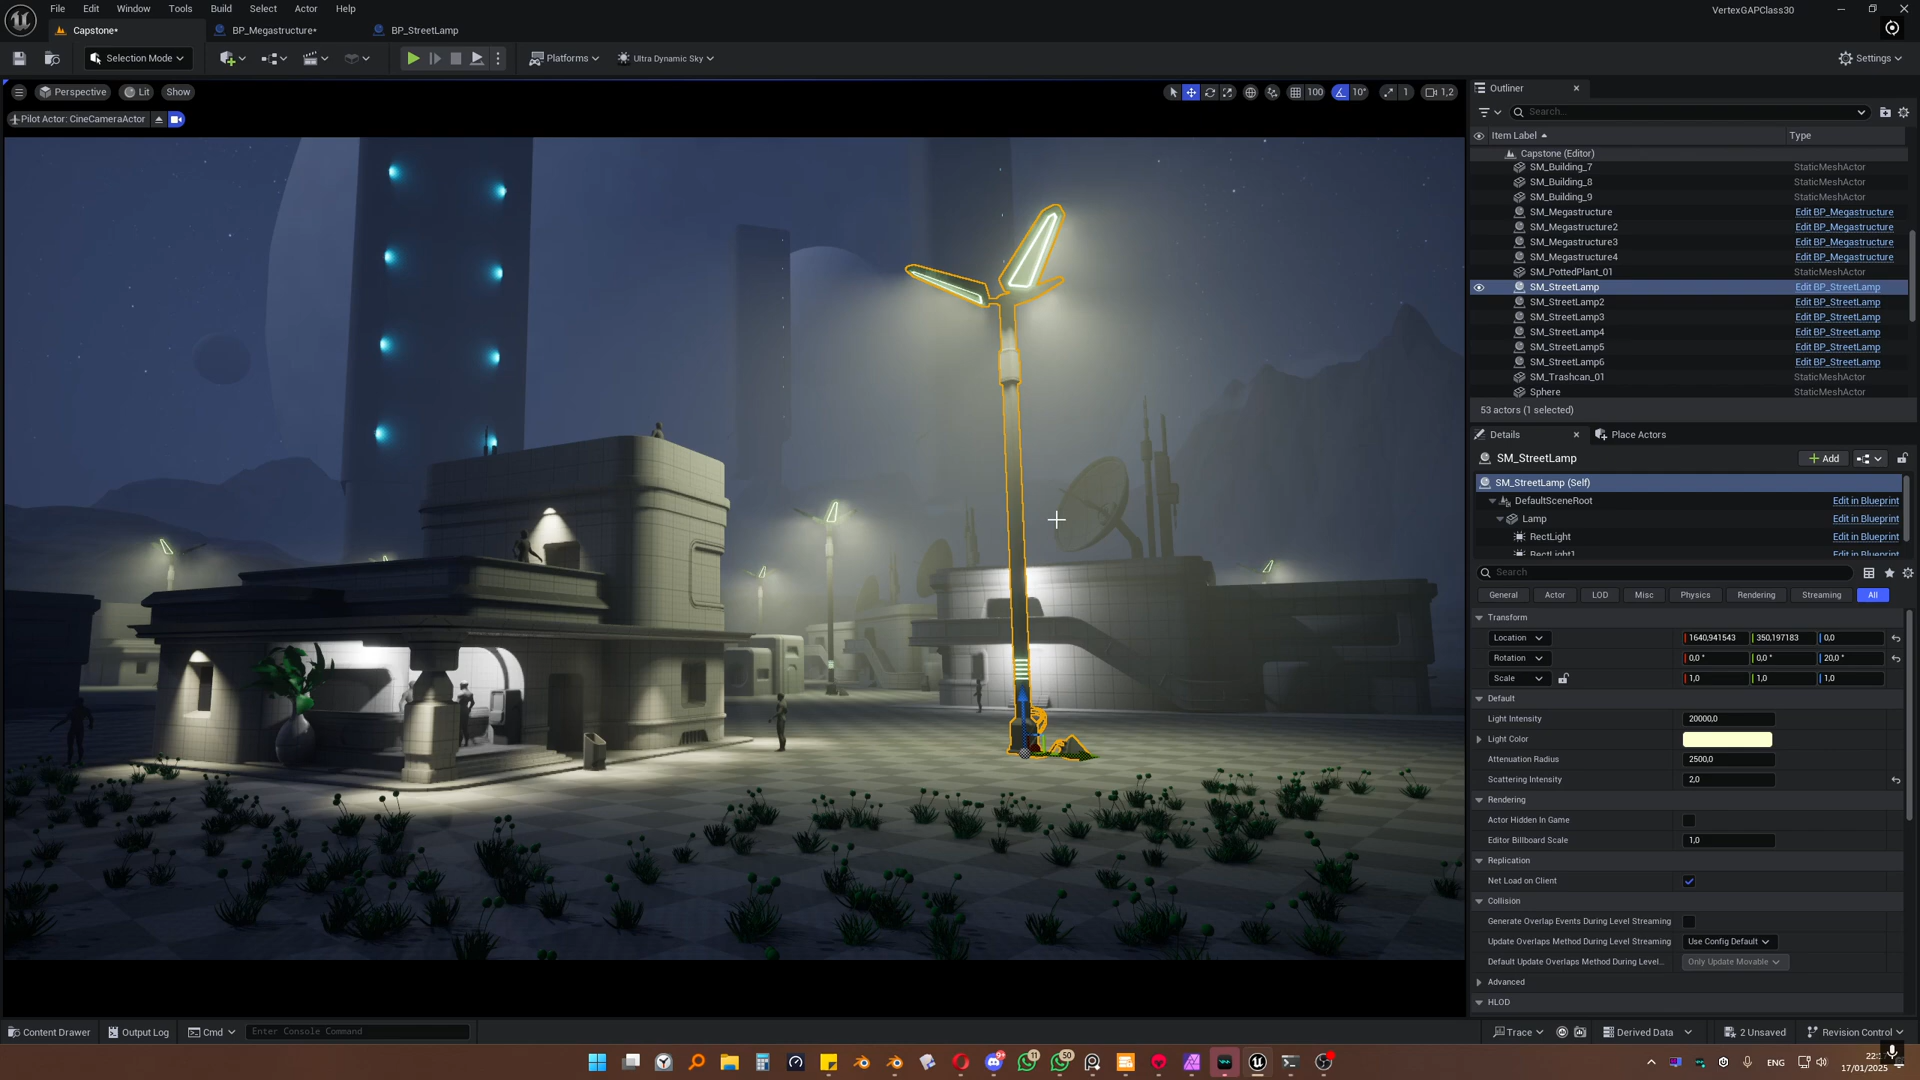 File Edit Window Tools Build Select Actor Help
VertexGAPClass30
Capstone*
BP_Megastructure*
BP_StreetLamp
Selection Mode
Platforms
Ultra Dynamic Sky
Settings
Perspective
Lit
Show
100
10°
1
1,2
Pilot Actor: CineCameraActor
Outliner
Search...
Item Label
Type
Capstone (Editor)
SM_Building_7 StaticMeshActor
SM_Building_8 StaticMeshActor
SM_Building_9 StaticMeshActor
SM_Megastructure Edit BP_Megastructure
SM_Megastructure2 Edit BP_Megastructure
SM_Megastructure3 Edit BP_Megastructure
SM_Megastructure4 Edit BP_Megastructure
SM_PottedPlant_01 StaticMeshActor
SM_StreetLamp Edit BP_StreetLamp
SM_StreetLamp2 Edit BP_StreetLamp
SM_StreetLamp3 Edit BP_StreetLamp
SM_StreetLamp4 Edit BP_StreetLamp
SM_StreetLamp5 Edit BP_StreetLamp
SM_StreetLamp6 Edit BP_StreetLamp
SM_Trashcan_01 StaticMeshActor
Sphere StaticMeshActor
53 actors (1 selected)
Details
Place Actors
SM_StreetLamp
Add
SM_StreetLamp (Self)
DefaultSceneRoot Edit in Blueprint
Lamp Edit in Blueprint
RectLight Edit in Blueprint
RectLight1 Edit in Blueprint
Search
General Actor LOD Misc Physics Rendering Streaming All
Transform
Location 1640,941543 350,197183 0,0
Rotation 0,0 ° 0,0 ° 20,0 °
Scale 1,0 1,0 1,0
Default
Light Intensity 20000,0
Light Color
Attenuation Radius 2500,0
Scattering Intensity 2,0
Rendering
Actor Hidden In Game
Editor Billboard Scale 1,0
Replication
Net Load on Client
Collision
Generate Overlap Events During Level Streaming
Update Overlaps Method During Level Streaming Use Config Default
Default Update Overlaps Method During Level... Only Update Movable
Advanced
HLOD
Content Drawer
Output Log
Cmd
Enter Console Command
Trace
Derived Data
2 Unsaved
Revision Control
11
50
ENG
22:
17/01/2025